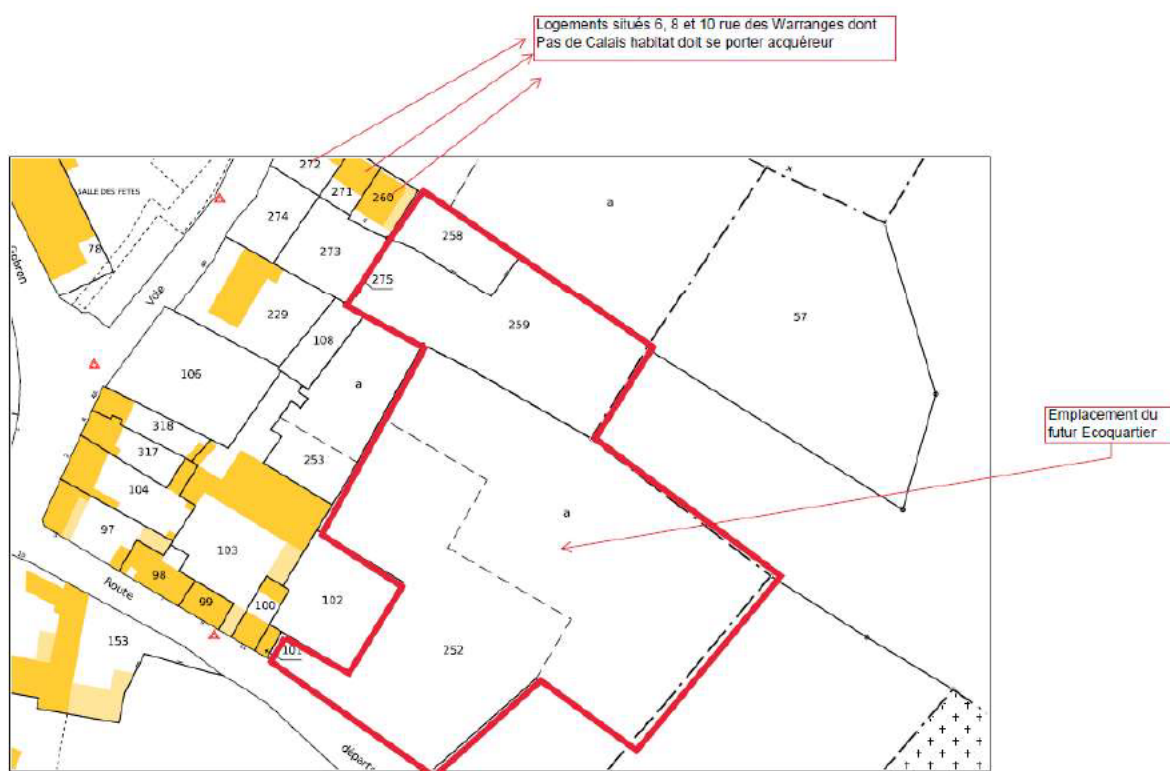 Logements situés 6, 8 et 10 rue des Warranges dont
Pas de Calais habitat doit se porter acquéreur
272
271
260
SALLE DES FETES
78
274
273
258
a
275
57
Voie
229
108
259
106
a
Emplacement du
futur Ecoquartier
318
317
253
104
a
97
103
98
99
100
102
Route
153
101
252
départ